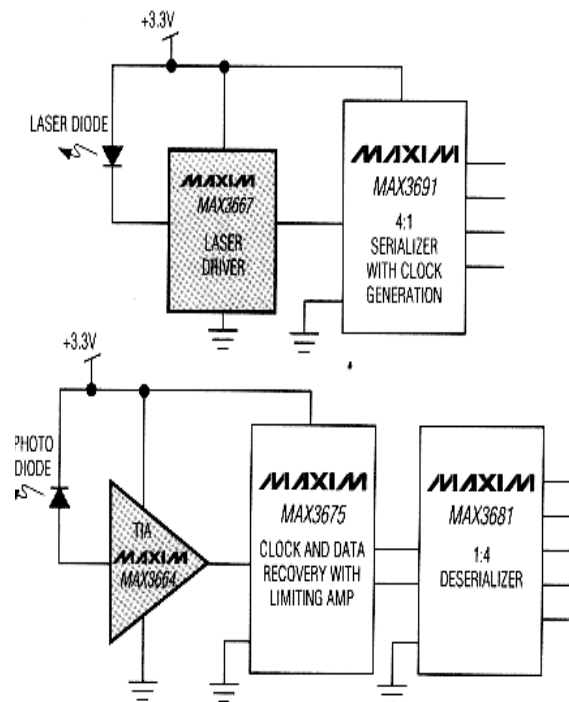 +3.3V
LASER DIODE
MAXIM
MAX3667
LASER
DRIVER
MAXIM
MAX3691
4:1
SERIALIZER
WITH CLOCK
GENERATION
+3.3V
PHOTO
DIODE
TIA
MAXIM
MAX3664
MAXIM
MAX3675
CLOCK AND DATA
RECOVERY WITH
LIMITING AMP
MAXIM
MAX3681
1:4
DESERIALIZER